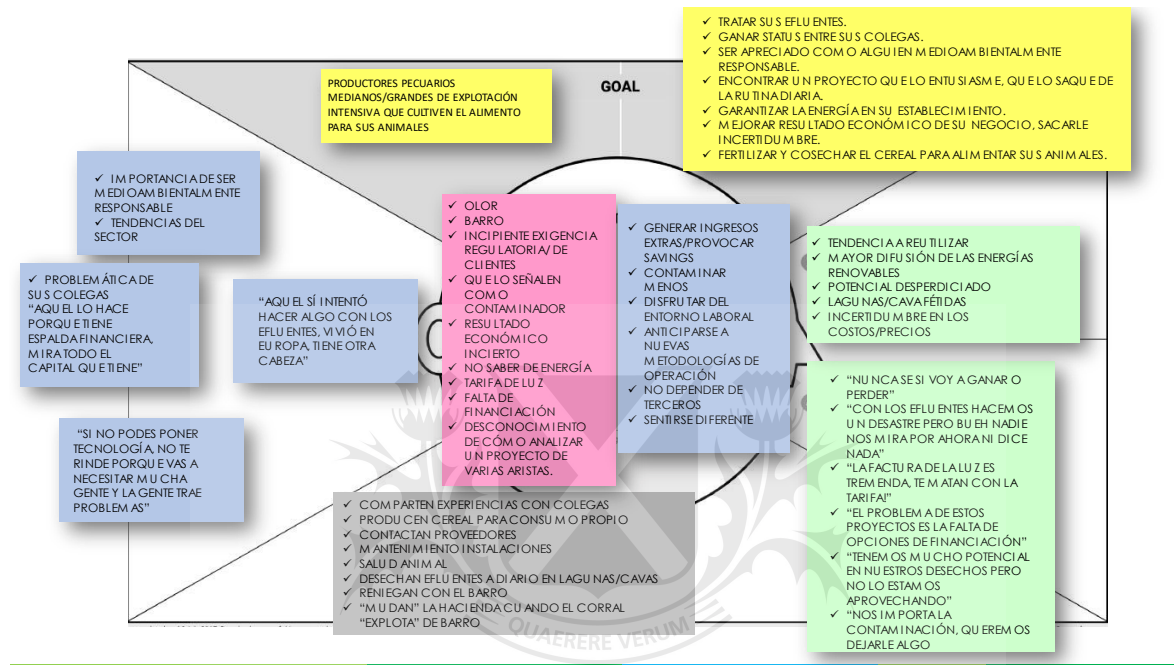 PRODUCTORES PECUARIOS
MEDIANOS/GRANDES DE EXPLOTACIÓN
INTENSIVA QUE CULTIVEN EL ALIMENTO
PARA SUS ANIMALES
GOAL
✓ TRATAR SUS EFLUENTES.
✓ GANAR STATUS ENTRE SUS COLEGAS.
✓ SER APRECIADO COMO ALGUIEN MEDIOAMBIENTALMENTE
RESPONSABLE.
✓ ENCONTRAR UN PROYECTO QUE LO ENTUSIASME, QUE LO SAQUE DE
LA RUTINA DIARIA.
✓ GARANTIZAR LA ENERGÍA EN SU ESTABLECIMIENTO.
✓ MEJORAR RESULTADO ECONÓMICO DE SU NEGOCIO, SACARLE
INCERTIDUMBRE.
✓ FERTILIZAR Y COSECHAR EL CEREAL PARA ALIMENTAR SUS ANIMALES.
✓ IMPORTANCIA DE SER
MEDIOAMBIENTALMENTE
RESPONSABLE
✓ TENDENCIAS DEL
SECTOR
✓ PROBLEMÁTICA DE
SUS COLEGAS
“AQUEL LO HACE
PORQUE TIENE
ESPALDA FINANCIERA,
MIRA TODO EL
CAPITAL QUE TIENE”
“AQUEL SÍ INTENTÓ
HACER ALGO CON LOS
EFLUENTES, VIVIÓ EN
EUROPA, TIENE OTRA
CABEZA”
“SI NO PODES PONER
TECNOLOGÍA, NO TE
RINDE PORQUE VAS A
NECESITAR MUCHA
GENTE Y LA GENTE TRAE
PROBLEMAS”
✓ OLOR
✓ BARRO
✓ INCIPIENTE EXIGENCIA
REGULATORIA/ DE
CLIENTES
✓ QUE LO SEÑALEN
COMO
CONTAMINADOR
✓ RESULTADO
ECONÓMICO
INCIERTO
✓ NO SABER DE ENERGÍA
✓ TARIFA DE LUZ
✓ FALTA DE
FINANCIACIÓN
✓ DESCONOCIMIENTO
DE CÓMO ANALIZAR
UN PROYECTO DE
VARIAS ARISTAS.
✓ GENERAR INGRESOS
EXTRAS/PROVOCAR
SAVINGS
✓ CONTAMINAR
MENOS
✓ DISFRUTAR DEL
ENTORNO LABORAL
✓ ANTICIPARSE A
NUEVAS
METODOLOGÍAS DE
OPERACIÓN
✓ NO DEPENDER DE
TERCEROS
✓ SENTIRSE DIFERENTE
✓ TENDENCIA A REUTILIZAR
✓ MAYOR DIFUSIÓN DE LAS ENERGÍAS
RENOVABLES
✓ POTENCIAL DESPERDICIADO
✓ LAGUNAS/CAVA FÉTIDAS
✓ INCERTIDUMBRE EN LOS
COSTOS/PRECIOS
✓ “NUNCA SE SI VOY A GANAR O
PERDER”
✓ “CON LOS EFLUENTES HACEMOS
UN DESASTRE PERO BUEH NADIE
NOS MIRA POR AHORA NI DICE
NADA”
✓ “LA FACTURA DE LA LUZ ES
TREMENDA, TE MATAN CON LA
TARIFA!”
✓ “EL PROBLEMA DE ESTOS
PROYECTOS ES LA FALTA DE
OPCIONES DE FINANCIACIÓN”
✓ “TENEMOS MUCHO POTENCIAL
EN NUESTROS DESECHOS PERO
NO LO ESTAMOS
APROVECHANDO”
✓ “NOS IMPORTA LA
CONTAMINACIÓN, QUEREMOS
DEJARLE ALGO
✓ COMPARTEN EXPERIENCIAS CON COLEGAS
✓ PRODUCEN CEREAL PARA CONSUMO PROPIO
✓ CONTACTAN PROVEEDORES
✓ MANTENIMIENTO INSTALACIONES
✓ SALUD ANIMAL
✓ DESECHAN EFLUENTES A DIARIO EN LAGUNAS/CAVAS
✓ RENIEGAN CON EL BARRO
✓ “MUDAN” LA HACIENDA CUANDO EL CORRAL
“EXPLOTA” DE BARRO
QUAERERE VERUM